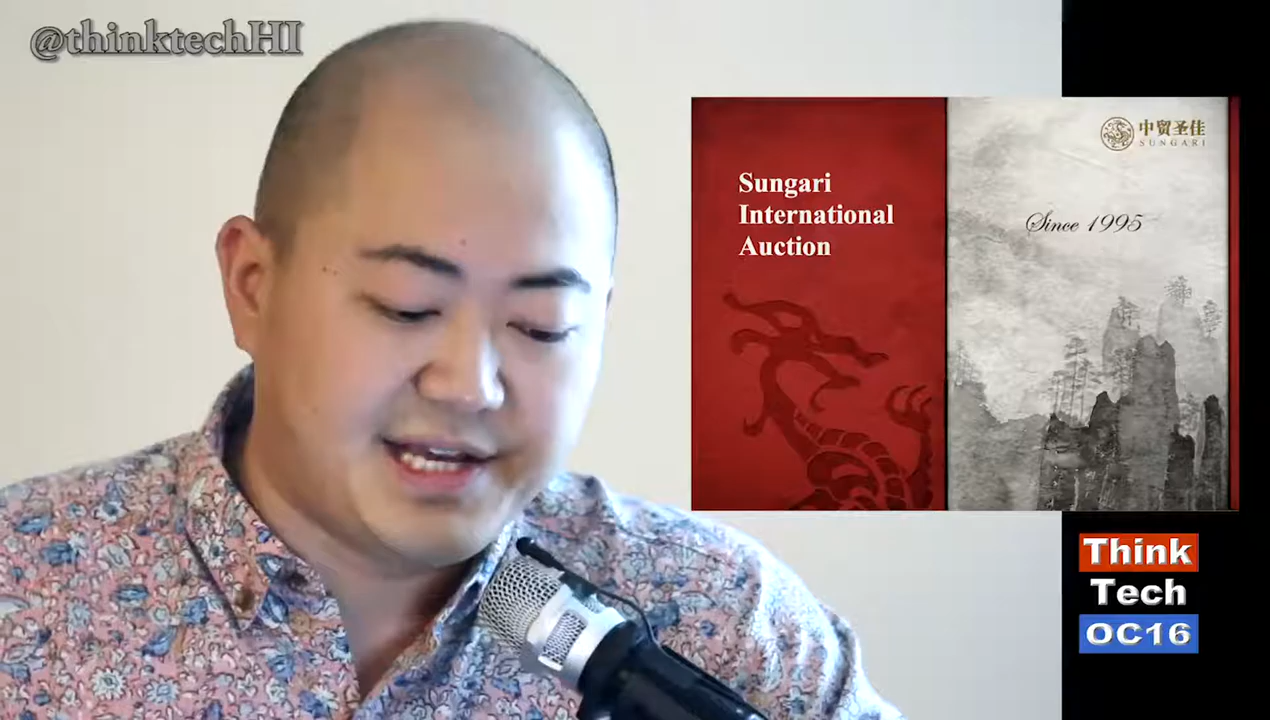 @thinktechHI
Sungari
International
Auction
中贸圣佳
SUNGARI
Since 1995
Think
Tech
OC16